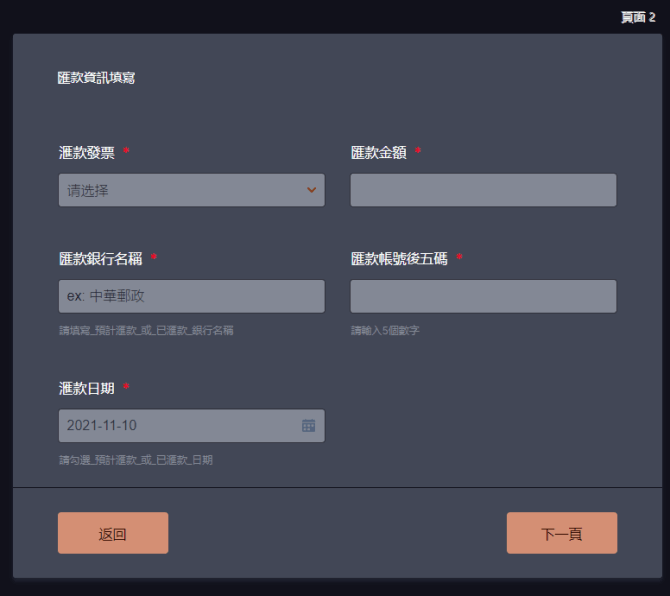 頁面 2
匯款資訊填寫
滙款發票 *
匯款金額 *
请选择
匯款銀行名稱 *
匯款帳號後五碼 *
ex: 中華郵政
請填寫_預計匯款_或_已匯款_銀行名稱
請輸入5個數字
滙款日期 *
2021-11-10
請勾選_預計滙款_或_已滙款_日期
返回
下一頁